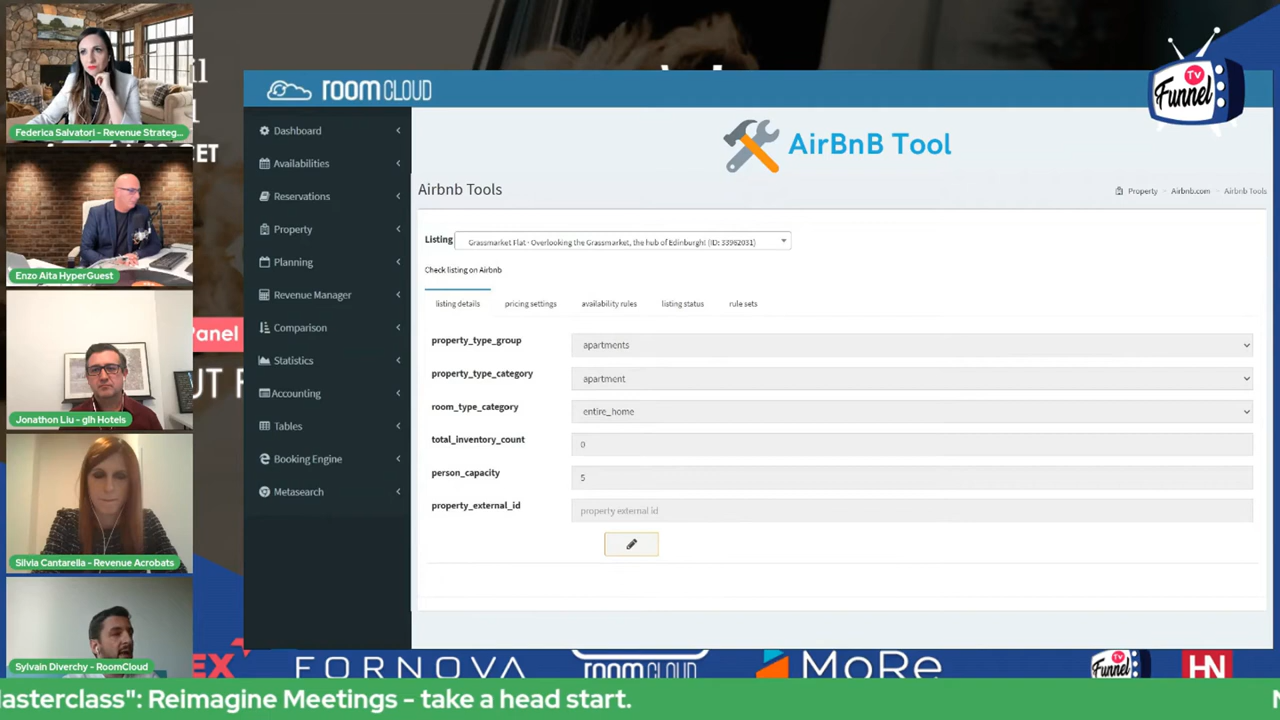 Federica Salvatori - Revenue Strateg...
Enzo Aita HyperGuest
Jonathon Liu - glh Hotels
Silvia Cantarella - Revenue Acrobats
Sylvain Diverchy - RoomCloud
Panel
ROOMCLOUD
TV
Funnel
Dashboard
Availabilities
Reservations
Property
Planning
Revenue Manager
Comparison
Statistics
Accounting
Tables
Booking Engine
Metasearch
AirBnB Tool
Airbnb Tools
Property - Airbnb.com - Airbnb Tools
Listing Grassmarket Flat - Overlooking the Grassmarket, the hub of Edinburgh! (ID: 33962031)
Check listing on Airbnb
listing details pricing settings availability rules listing status rule sets
property_type_group apartments
property_type_category apartment
room_type_category entire_home
total_inventory_count 0
person_capacity 5
property_external_id property external id
EX FORNOVA ROOMCLOUD MoRe Funnel HN
asterclass": Reimagine Meetings - take a head start.